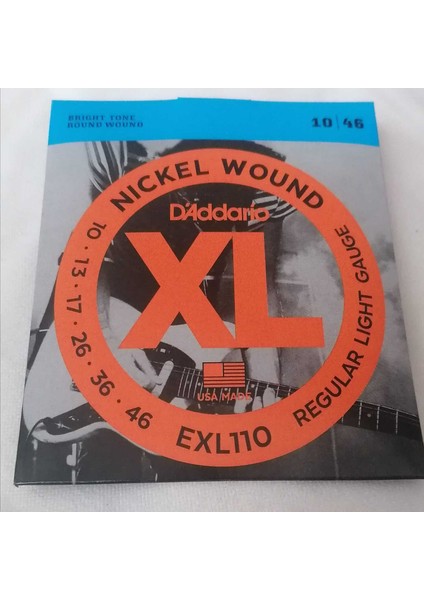 BRIGHT TONE
ROUND WOUND
10 | 46
NICKEL WOUND
D'Addario
XL
10 · 13 · 17 · 26 · 36 · 46
REGULAR LIGHT GAUGE
USA MADE
EXL110